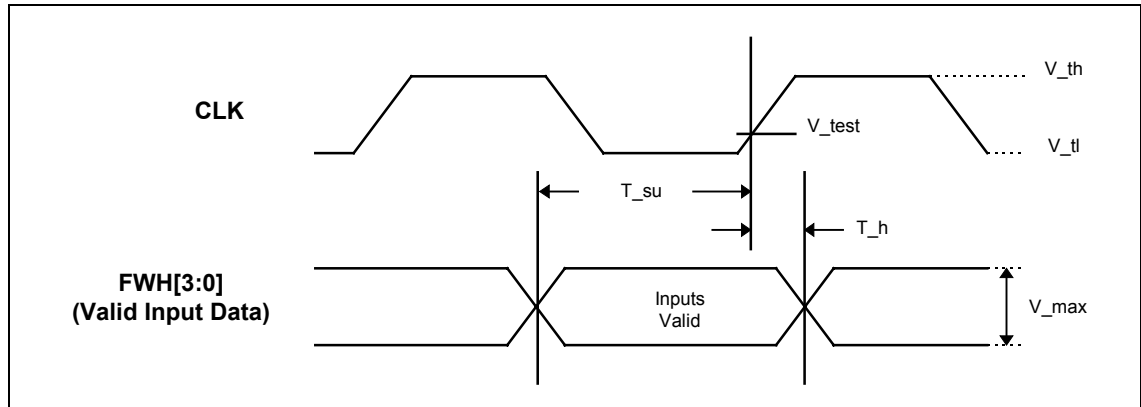 V_th
CLK
V_test
V_tl
T_su
T_h
FWH[3:0]
(Valid Input Data)
Inputs
Valid
V_max